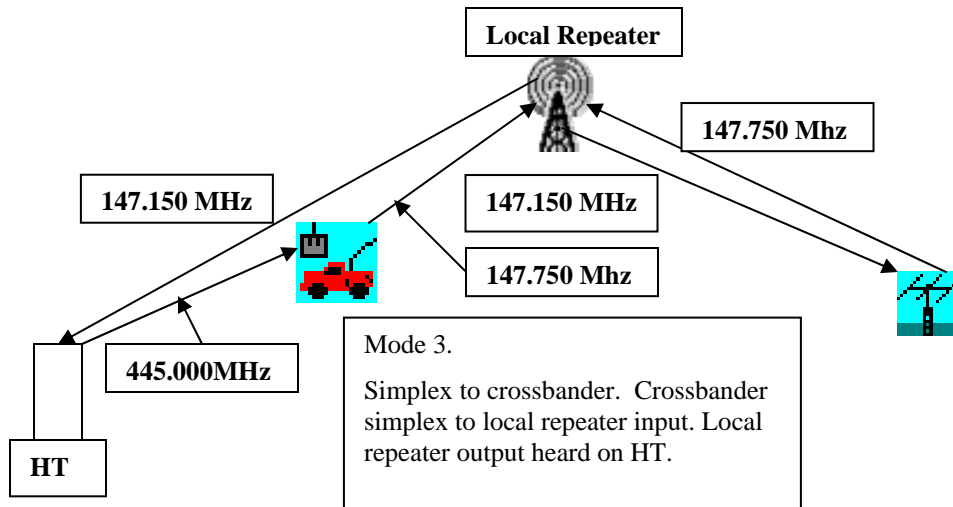 Local Repeater
147.750 Mhz
147.150 MHz
147.150 MHz
147.750 Mhz
445.000MHz
Mode 3.
Simplex to crossbander. Crossbander
simplex to local repeater input. Local
repeater output heard on HT.
HT